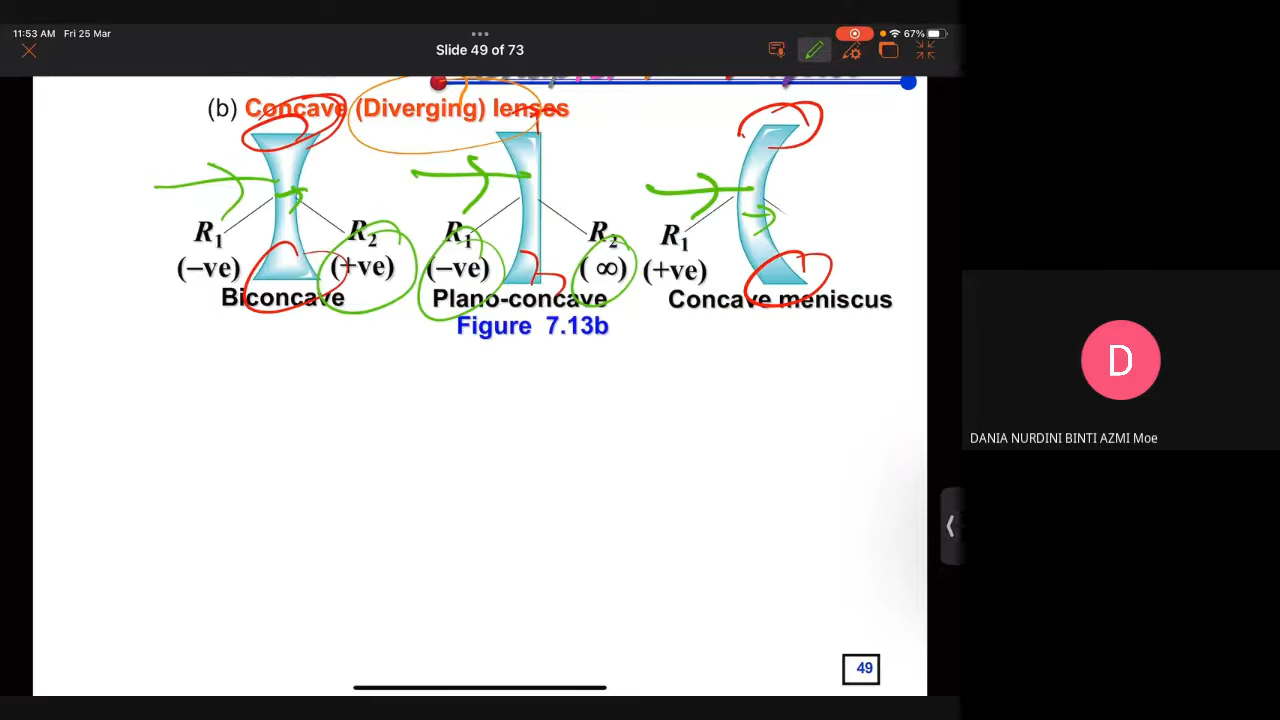 11:53 AM Fri 25 Mar
67%
Slide 49 of 73
(b) Concave (Diverging) lenses
R1 R2 R1 R2 R1
(−ve) (+ve) (−ve) ( ∞) (+ve)
Biconcave Plano-concave Concave meniscus
Figure 7.13b
49
D
DANIA NURDINI BINTI AZMI Moe